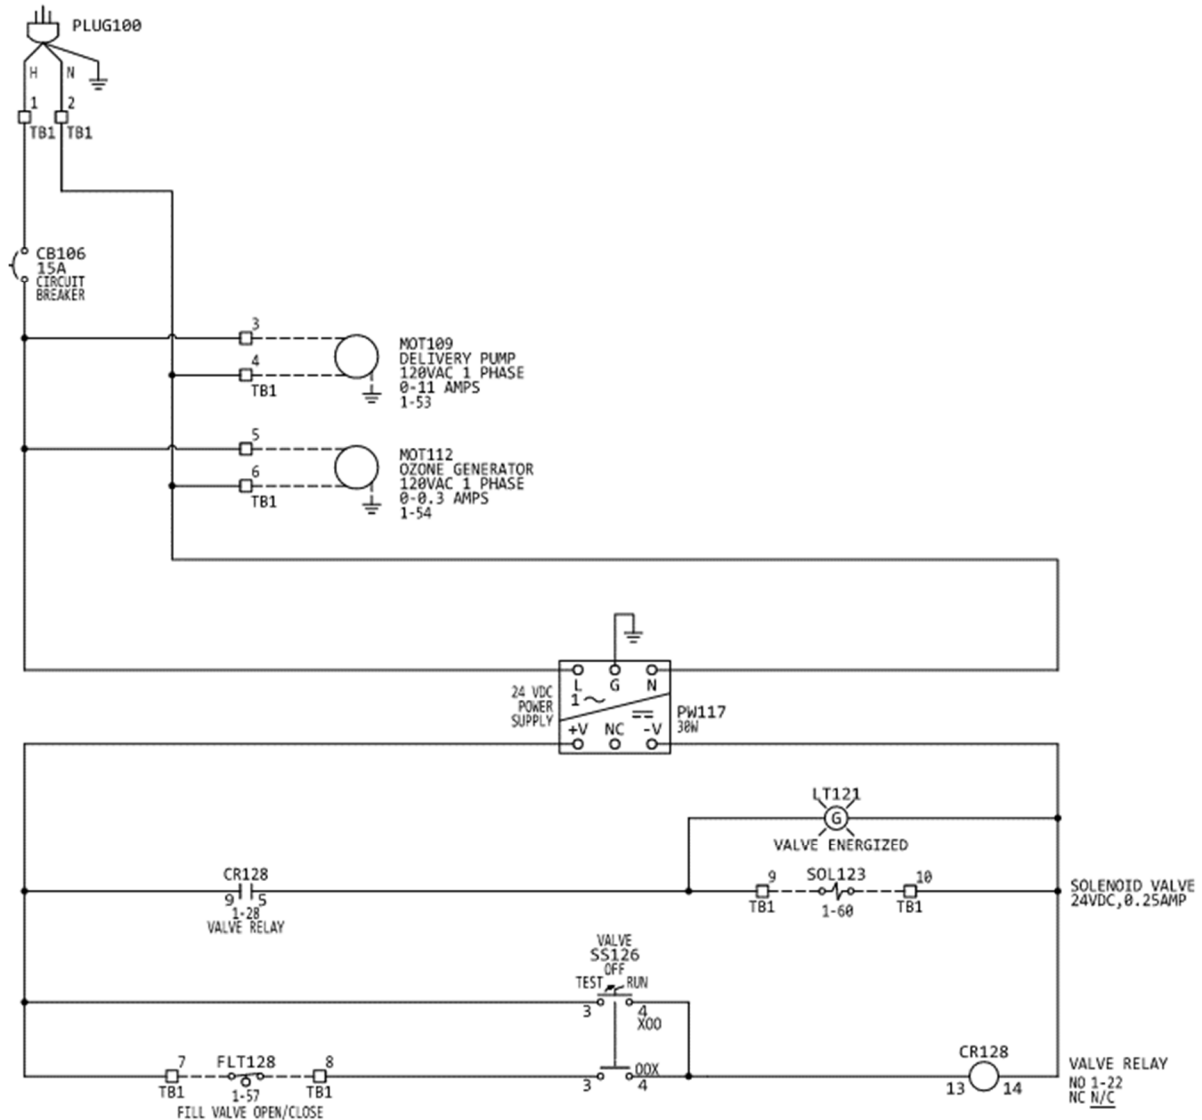 PLUG100
H N
1 2
TB1 TB1
CB106
15A
CIRCUIT
BREAKER
3
4
TB1
MOT109
DELIVERY PUMP
120VAC 1 PHASE
0-11 AMPS
1-53
5
6
TB1
MOT112
OZONE GENERATOR
120VAC 1 PHASE
0-0.3 AMPS
1-54
24 VDC
POWER
SUPPLY
L G N
1
+V NC -V
PW117
30W
LT121
G
VALVE ENERGIZED
CR128
9 5
1-28
VALVE RELAY
9
TB1
SOL123
1-60
10
TB1
SOLENOID VALVE
24VDC,0.25AMP
VALVE
SS126
OFF
TEST RUN
3 4
XOO
7
TB1
FLT128
1-57
FILL VALVE OPEN/CLOSE
8
TB1
OOX
3 4
CR128
13 14
VALVE RELAY
NO 1-22
NC N/C